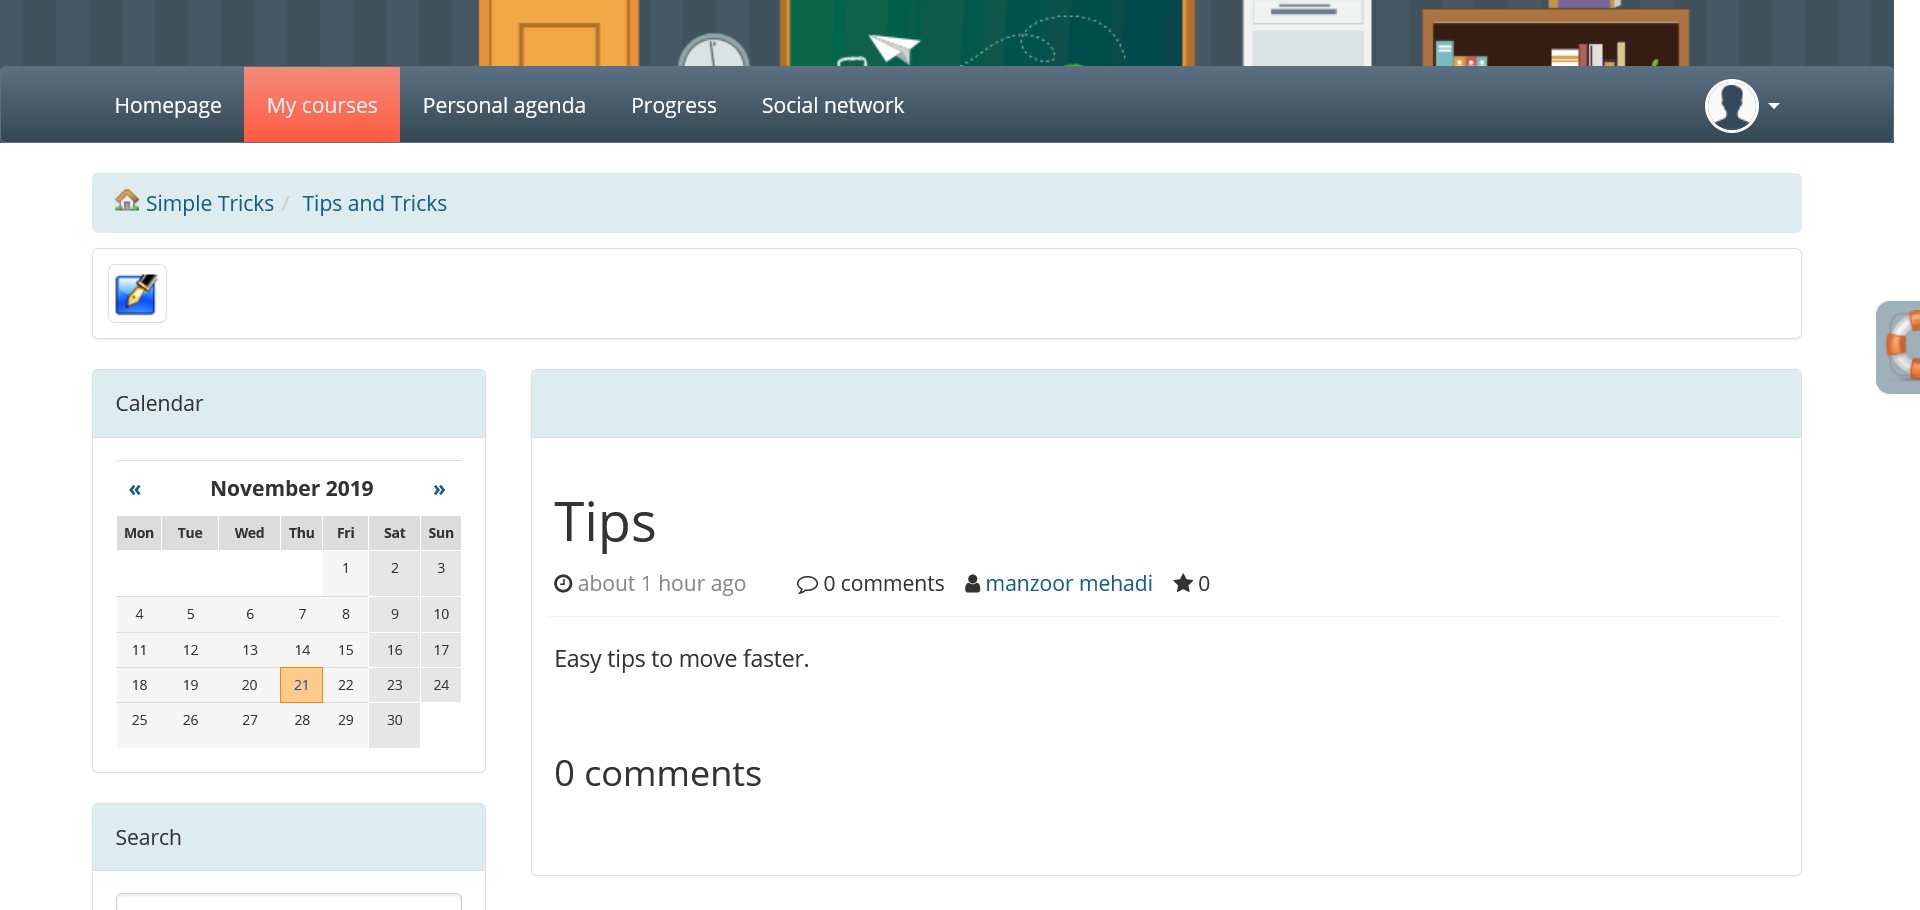 Homepage My courses Personal agenda Progress Social network
Simple Tricks / Tips and Tricks
Calendar
« November 2019 »
Mon Tue Wed Thu Fri Sat Sun
1 2 3
4 5 6 7 8 9 10
11 12 13 14 15 16 17
18 19 20 21 22 23 24
25 26 27 28 29 30
Search
Tips
about 1 hour ago 0 comments manzoor mehadi 0
Easy tips to move faster.
0 comments